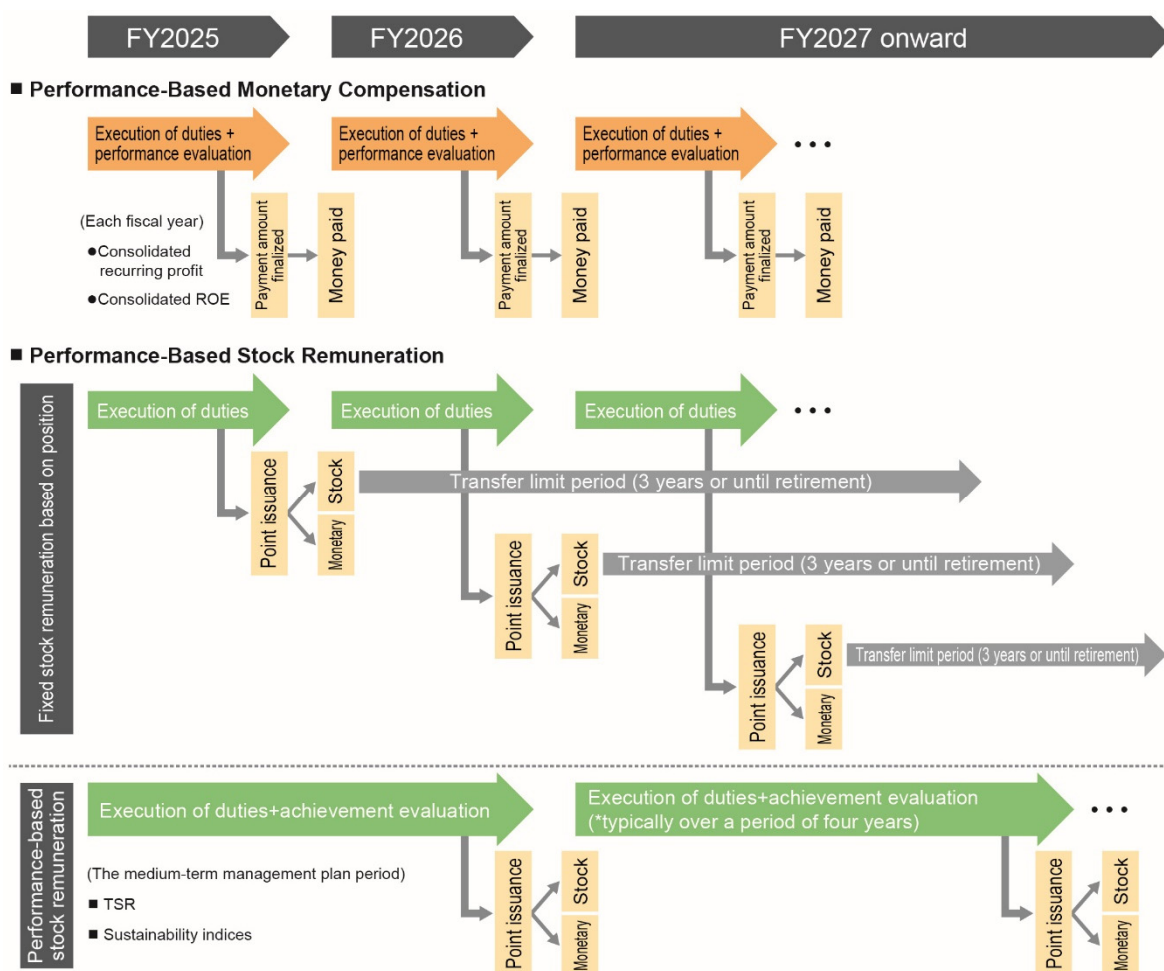 FY2025
FY2026
FY2027 onward
■ Performance-Based Monetary Compensation
Execution of duties +
performance evaluation
Execution of duties +
performance evaluation
Execution of duties +
performance evaluation
• • •
(Each fiscal year)
●Consolidated
recurring profit
●Consolidated ROE
Payment amount
finalized
Money paid
Payment amount
finalized
Money paid
Payment amount
finalized
Money paid
■ Performance-Based Stock Remuneration
Fixed stock remuneration based on position
Execution of duties
Execution of duties
Execution of duties
• • •
Point issuance
Stock
Monetary
Transfer limit period (3 years or until retirement)
Point issuance
Stock
Monetary
Transfer limit period (3 years or until retirement)
Point issuance
Stock
Monetary
Transfer limit period (3 years or until retirement)
Performance-based
stock remuneration
Execution of duties+achievement evaluation
Execution of duties+achievement evaluation
(*typically over a period of four years)
• • •
(The medium-term management plan period)
■ TSR
■ Sustainability indices
Point issuance
Stock
Monetary
Point issuance
Stock
Monetary